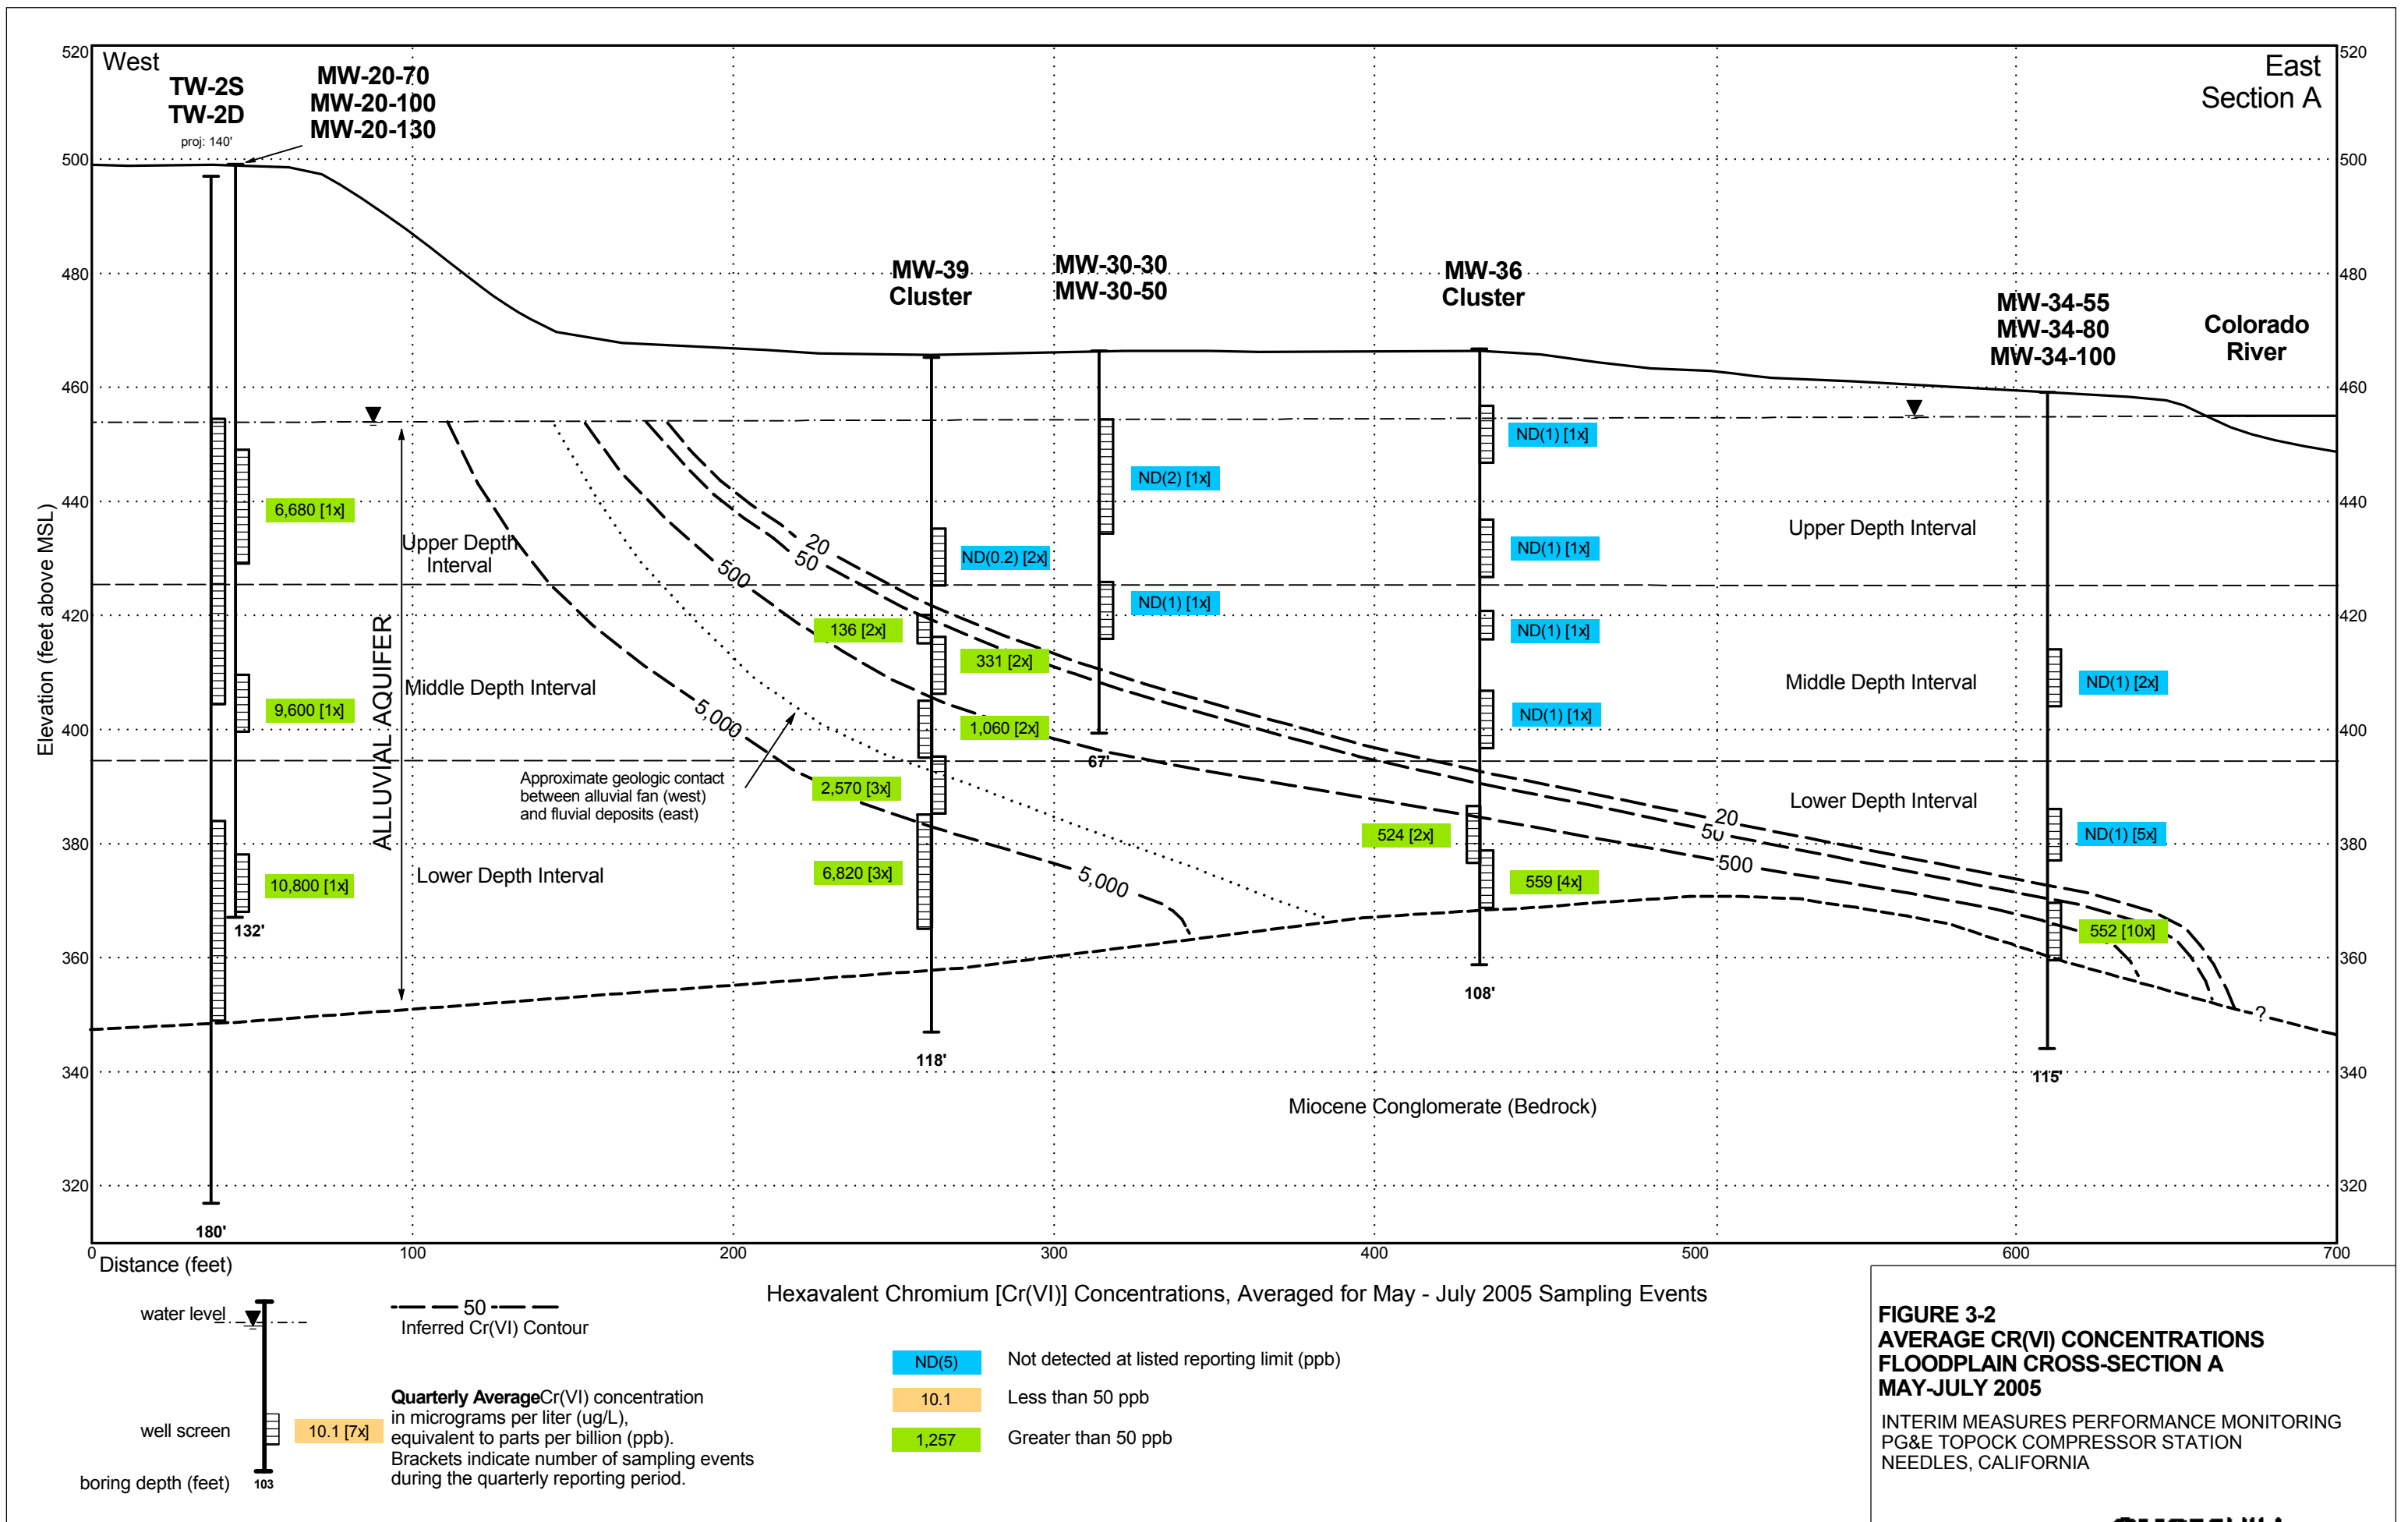 520
West
TW-2S
TW-2D
proj: 140'
MW-20-70
MW-20-100
MW-20-130
East
Section A
520
500
500
480
480
MW-39
Cluster
MW-30-30
MW-30-50
MW-36
Cluster
MW-34-55
MW-34-80
MW-34-100
Colorado
River
460
460
ND(1) [1x]
ND(2) [1x]
440
440
6,680 [1x]
Upper Depth
Interval
20
50
500
ND(0.2) [2x]
ND(1) [1x]
Upper Depth Interval
ND(1) [1x]
420
420
136 [2x]
331 [2x]
ND(1) [1x]
Elevation (feet above MSL)
ALLUVIAL AQUIFER
Middle Depth Interval
Middle Depth Interval
ND(1) [2x]
9,600 [1x]
5,000
1,060 [2x]
ND(1) [1x]
400
400
67'
Approximate geologic contact
between alluvial fan (west)
and fluvial deposits (east)
2,570 [3x]
Lower Depth Interval
20
50
500
524 [2x]
ND(1) [5x]
380
380
10,800 [1x]
Lower Depth Interval
6,820 [3x]
5,000
559 [4x]
132'
552 [10x]
360
360
108'
?
340
340
118'
115'
Miocene Conglomerate (Bedrock)
320
320
180'
0
100
200
300
400
500
600
700
Distance (feet)
Hexavalent Chromium [Cr(VI)] Concentrations, Averaged for May - July 2005 Sampling Events
water level
50
Inferred Cr(VI) Contour
well screen
10.1 [7x]
boring depth (feet)
103
Quarterly AverageCr(VI) concentration
in micrograms per liter (ug/L),
equivalent to parts per billion (ppb).
Brackets indicate number of sampling events
during the quarterly reporting period.
ND(5) Not detected at listed reporting limit (ppb)
10.1 Less than 50 ppb
1,257 Greater than 50 ppb
FIGURE 3-2
AVERAGE CR(VI) CONCENTRATIONS
FLOODPLAIN CROSS-SECTION A
MAY-JULY 2005
INTERIM MEASURES PERFORMANCE MONITORING
PG&E TOPOCK COMPRESSOR STATION
NEEDLES, CALIFORNIA